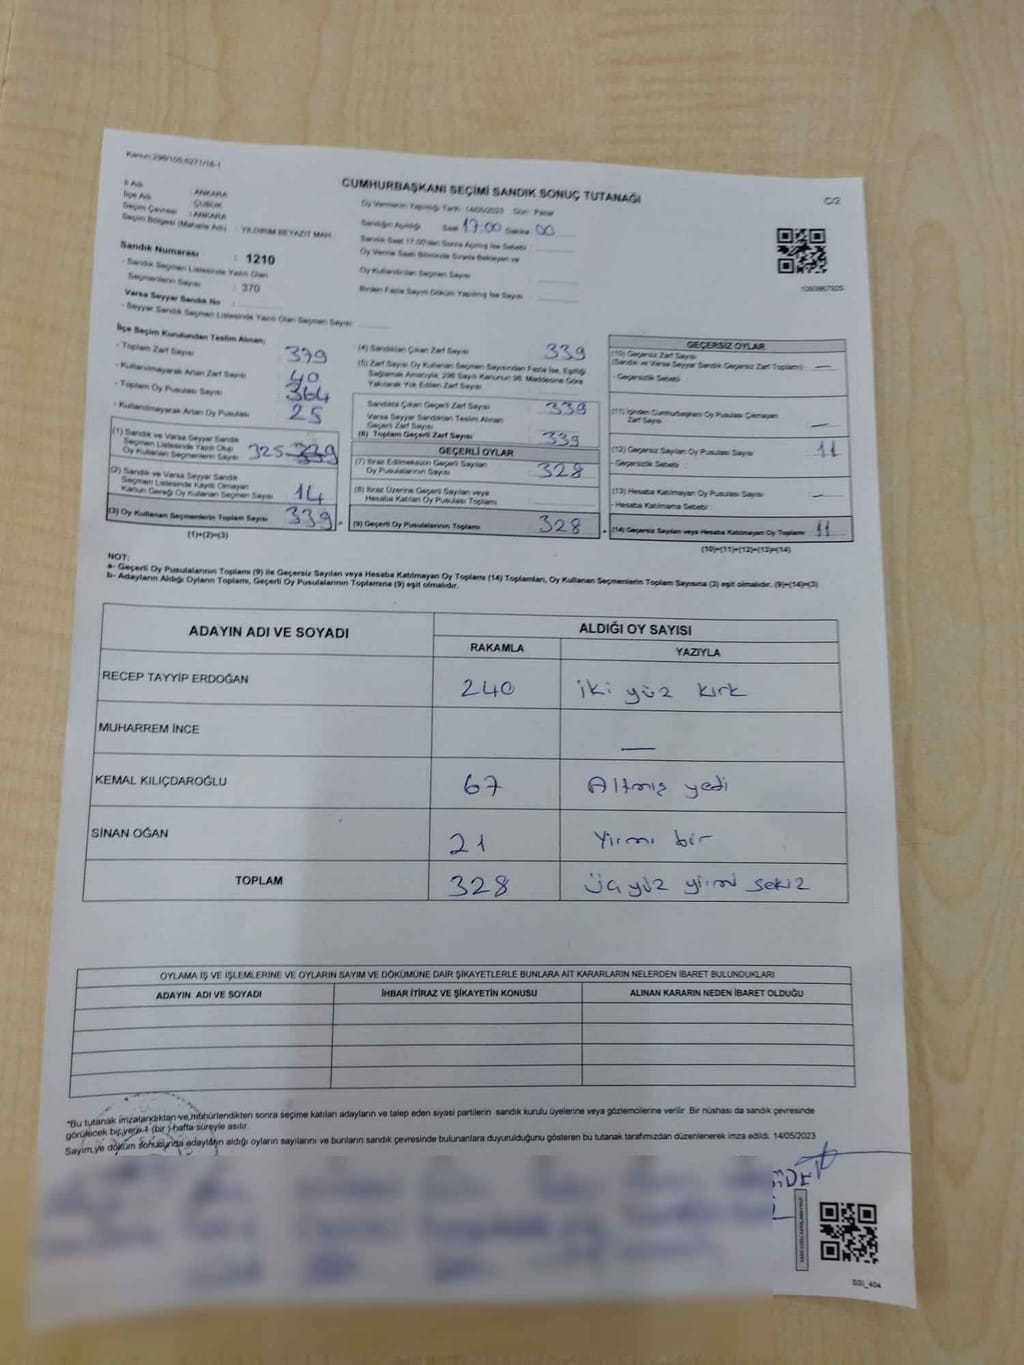 Kanun:298/105,6271/18-1
CUMHURBAŞKANI SEÇİMİ SANDIK SONUÇ TUTANAĞI
C/2
İl Adı : ANKARA
İlçe Adı : ÇUBUK
Seçim Çevresi : ANKARA
Seçim Bölgesi (Mahalle Adı) : YILDIRIM BEYAZIT MAH.
Oy Vermenin Yapıldığı Tarih: 14/05/2023 Gün : Pazar
Sandığın Açıldığı Saat 17:00 Dakika 00
Sandık Saat 17.00'den Sonra Açılmış İse Sebebi :
Oy Verme Saati Bitiminde Sırada Bekleyen ve
Oy Kullandırılan Seçmen Sayısı
Birden Fazla Sayım Döküm Yapılmış İse Sayısı :
Sandık Numarası : 1210
- Sandık Seçmen Listesinde Yazılı Olan
Seçmenlerin Sayısı : 370
Varsa Seyyar Sandık No :
- Seyyar Sandık Seçmen Listesinde Yazılı Olan Seçmen Sayısı:
İlçe Seçim Kurulundan Teslim Alınan;
- Toplam Zarf Sayısı 379
- Kullanılmayarak Artan Zarf Sayısı 40
- Toplam Oy Pusulası Sayısı 364
- Kullanılmayarak Artan Oy Pusulası 25
(1) Sandık ve Varsa Seyyar Sandık
Seçmen Listesinde Yazılı Olup
Oy Kullanan Seçmenlerin Sayısı 325 339
(2) Sandık ve Varsa Seyyar Sandık
Seçmen Listesinde Kayıtlı Olmayan
Kanun Gereği Oy Kullanan Seçmen Sayısı 14
(3) Oy Kullanan Seçmenlerin Toplam Sayısı 339 =
(1)+(2)=(3)
(4) Sandıktan Çıkan Zarf Sayısı 339
(5) Zarf Sayısı Oy Kullanan Seçmen Sayısından Fazla İse, Eşitliği
Sağlamak Amacıyla, 298 Sayılı Kanunun 98. Maddesine Göre
Yakılarak Yok Edilen Zarf Sayısı
Sandıkta Çıkan Geçerli Zarf Sayısı 339
Varsa Seyyar Sandıktan Teslim Alınan
Geçerli Zarf Sayısı
(6) Toplam Geçerli Zarf Sayısı 339
GEÇERLİ OYLAR
(7) İtiraz Edilmeksizin Geçerli Sayılan
Oy Pusulalarının Sayısı 328
(8) İtiraz Üzerine Geçerli Sayılan veya
Hesaba Katılan Oy Pusulası Toplamı
(9) Geçerli Oy Pusulalarının Toplamı 328 +
GEÇERSİZ OYLAR
(10) Geçersiz Zarf Sayısı
(Sandık ve Varsa Seyyar Sandık Geçersiz Zarf Toplamı) —
- Geçersizlik Sebebi :
(11) İçinden Cumhurbaşkanı Oy Pusulası Çıkmayan
Zarf Sayısı —
(12) Geçersiz Sayılan Oy Pusulası Sayısı 11
- Geçersizlik Sebebi :
(13) Hesaba Katılmayan Oy Pusulası Sayısı —
- Hesaba Katılmama Sebebi
(14) Geçersiz Sayılan veya Hesaba Katılmayan Oy Toplamı 11
(10)+(11)+(12)+(13)=(14)
NOT:
a- Geçerli Oy Pusulalarının Toplamı (9) ile Geçersiz Sayılan veya Hesaba Katılmayan Oy Toplamı (14) Toplamları, Oy Kullanan Seçmenlerin Toplam Sayısına (3) eşit olmalıdır. (9)+(14)=(3)
b- Adayların Aldığı Oyların Toplamı, Geçerli Oy Pusulalarının Toplamına (9) eşit olmalıdır.
ADAYIN ADI VE SOYADI
ALDIĞI OY SAYISI
RAKAMLA YAZIYLA
RECEP TAYYİP ERDOĞAN 240 iki yüz kırk
MUHARREM İNCE —
KEMAL KILIÇDAROĞLU 67 Altmış yedi
SİNAN OĞAN 21 Yirmi bir
TOPLAM 328 üç yüz yirmi sekiz
OYLAMA İŞ VE İŞLEMLERİNE VE OYLARIN SAYIM VE DÖKÜMÜNE DAİR ŞİKAYETLERLE BUNLARA AİT KARARLARIN NELERDEN İBARET BULUNDUKLARI
ADAYIN ADI VE SOYADI İHBAR İTİRAZ VE ŞİKAYETİN KONUSU ALINAN KARARIN NEDEN İBARET OLDUĞU
*Bu tutanak imzalandıktan ve mühürlendikten sonra seçime katılan adayların ve talep eden siyasi partilerin sandık kurulu üyelerine veya gözlemcilerine verilir. Bir nüshası da sandık çevresinde
görülecek bir yere 1 (bir ) hafta süreyle asılır.
Sayım ve döküm sonucunda adayların aldığı oyların sayılarını ve bunların sandık çevresinde bulunanlara duyurulduğunu gösteren bu tutanak tarafımızdan düzenlenerek imza edildi. 14/05/2023
SSI_40a